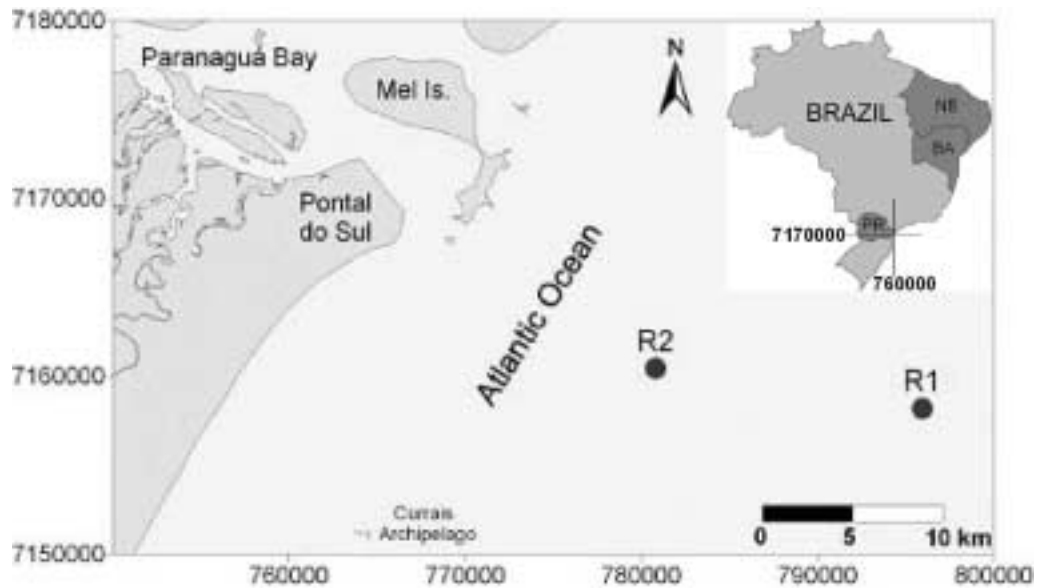 7180000
Paranaguá Bay
Mel Is.
N
BRAZIL
NE
BA
7170000
Pontal
do Sul
PR
7170000
760000
Atlantic Ocean
R2
R1
7160000
Currais
Archipelago
0 5 10 km
7150000
760000 770000 780000 790000 800000